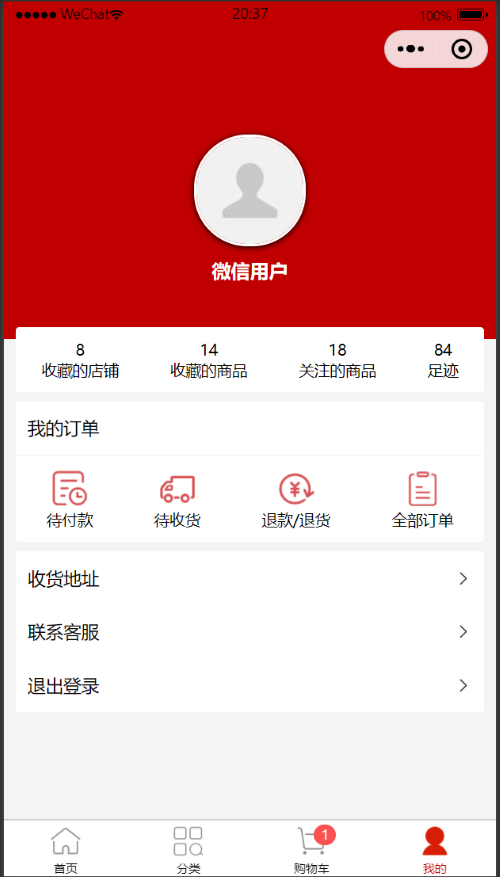 WeChat 20:37 100%
微信用户
8 14 18 84
收藏的店铺 收藏的商品 关注的商品 足迹
我的订单
待付款 待收货 退款/退货 全部订单
收货地址
联系客服
退出登录
1
首页 分类 购物车 我的